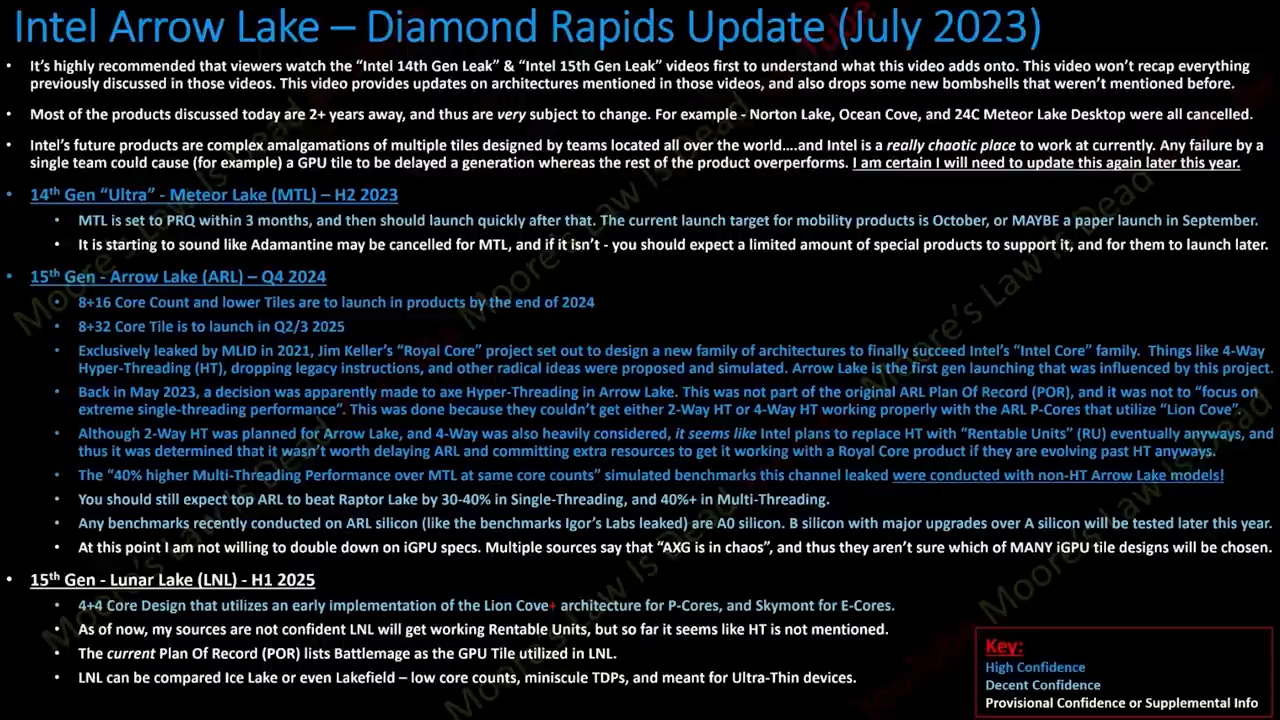 Intel Arrow Lake – Diamond Rapids Update (July 2023)
• It's highly recommended that viewers watch the "Intel 14th Gen Leak" & "Intel 15th Gen Leak" videos first to understand what this video adds onto. This video won't recap everything
previously discussed in those videos. This video provides updates on architectures mentioned in those videos, and also drops some new bombshells that weren't mentioned before.
• Most of the products discussed today are 2+ years away, and thus are very subject to change. For example - Norton Lake, Ocean Cove, and 24C Meteor Lake Desktop were all cancelled.
• Intel's future products are complex amalgamations of multiple tiles designed by teams located all over the world….and Intel is a really chaotic place to work at currently. Any failure by a
single team could cause (for example) a GPU tile to be delayed a generation whereas the rest of the product overperforms. I am certain I will need to update this again later this year.
• 14th Gen "Ultra" - Meteor Lake (MTL) – H2 2023
• MTL is set to PRQ within 3 months, and then should launch quickly after that. The current launch target for mobility products is October, or MAYBE a paper launch in September.
• It is starting to sound like Adamantine may be cancelled for MTL, and if it isn't - you should expect a limited amount of special products to support it, and for them to launch later.
• 15th Gen - Arrow Lake (ARL) – Q4 2024
• 8+16 Core Count and lower Tiles are to launch in products by the end of 2024
• 8+32 Core Tile is to launch in Q2/3 2025
• Exclusively leaked by MLID in 2021, Jim Keller's "Royal Core" project set out to design a new family of architectures to finally succeed Intel's "Intel Core" family. Things like 4-Way
Hyper-Threading (HT), dropping legacy instructions, and other radical ideas were proposed and simulated. Arrow Lake is the first gen launching that was influenced by this project.
• Back in May 2023, a decision was apparently made to axe Hyper-Threading in Arrow Lake. This was not part of the original ARL Plan Of Record (POR), and it was not to "focus on
extreme single-threading performance". This was done because they couldn't get either 2-Way HT or 4-Way HT working properly with the ARL P-Cores that utilize "Lion Cove".
• Although 2-Way HT was planned for Arrow Lake, and 4-Way was also heavily considered, it seems like Intel plans to replace HT with "Rentable Units" (RU) eventually anyways, and
thus it was determined that it wasn't worth delaying ARL and committing extra resources to get it working with a Royal Core product if they are evolving past HT anyways.
• The "40% higher Multi-Threading Performance over MTL at same core counts" simulated benchmarks this channel leaked were conducted with non-HT Arrow Lake models!
• You should still expect top ARL to beat Raptor Lake by 30-40% in Single-Threading, and 40%+ in Multi-Threading.
• Any benchmarks recently conducted on ARL silicon (like the benchmarks Igor's Labs leaked) are A0 silicon. B silicon with major upgrades over A silicon will be tested later this year.
• At this point I am not willing to double down on iGPU specs. Multiple sources say that "AXG is in chaos", and thus they aren't sure which of MANY iGPU tile designs will be chosen.
• 15th Gen - Lunar Lake (LNL) - H1 2025
• 4+4 Core Design that utilizes an early implementation of the Lion Cove+ architecture for P-Cores, and Skymont for E-Cores.
• As of now, my sources are not confident LNL will get working Rentable Units, but so far it seems like HT is not mentioned.
• The current Plan Of Record (POR) lists Battlemage as the GPU Tile utilized in LNL.
• LNL can be compared Ice Lake or even Lakefield – low core counts, miniscule TDPs, and meant for Ultra-Thin devices.
Key:
High Confidence
Decent Confidence
Provisional Confidence or Supplemental Info
Moore's Law Is Dead
Moore's Law Is Dead
Moore's Law Is Dead
Moore's Law Is Dead
Moore's Law Is Dead
Moore's Law Is Dead